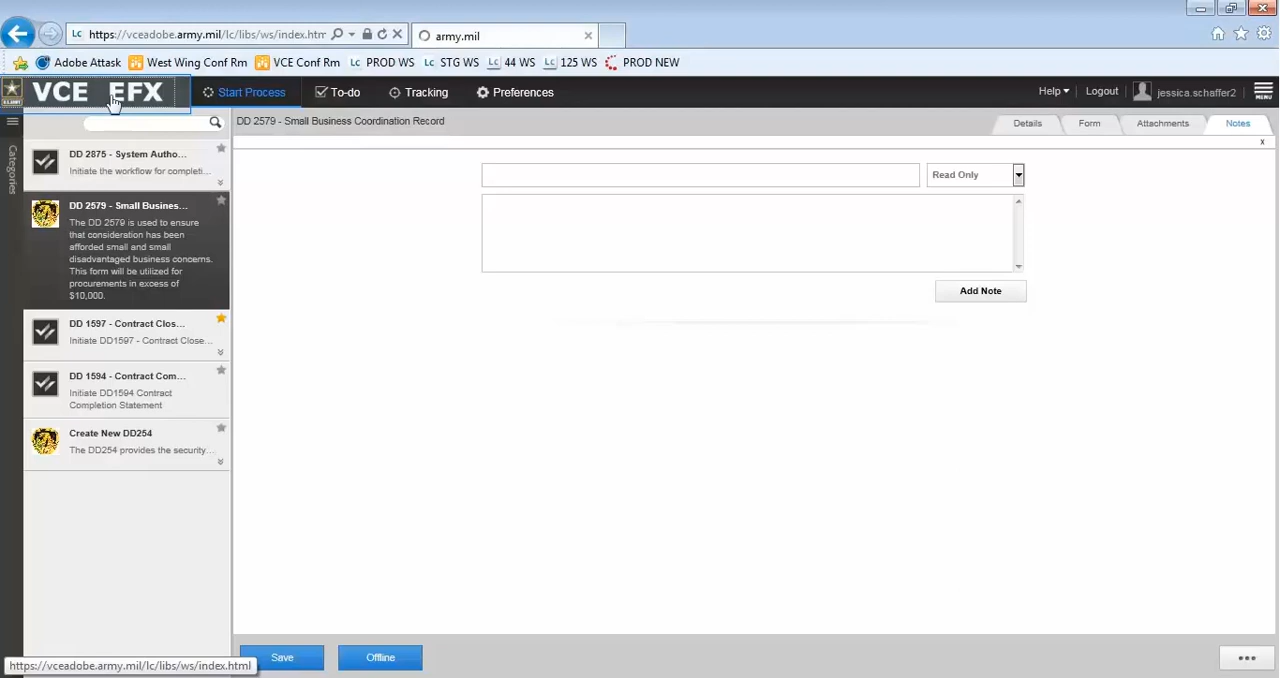 LC https://vceadobe.army.mil/lc/libs/ws/index.htm
army.mil
Adobe Attask West Wing Conf Rm VCE Conf Rm LC PROD WS LC STG WS LC 44 WS LC 125 WS PROD NEW
VCE EFX Start Process To-do Tracking Preferences Help Logout jessica.schaffer2 MENU
Categories
DD 2579 - Small Business Coordination Record Details Form Attachments Notes
x
DD 2875 - System Autho...
Initiate the workflow for completi...
DD 2579 - Small Busines...
The DD 2579 is used to ensure
that consideration has been
afforded small and small
disadvantaged business concerns.
This form will be utilized for
procurements in excess of
$10,000.
DD 1597 - Contract Clos...
Initiate DD1597 - Contract Close...
DD 1594 - Contract Com...
Initiate DD1594 Contract
Completion Statement
Create New DD254
The DD254 provides the security...
Read Only
Add Note
Save Offline
https://vceadobe.army.mil/lc/libs/ws/index.html